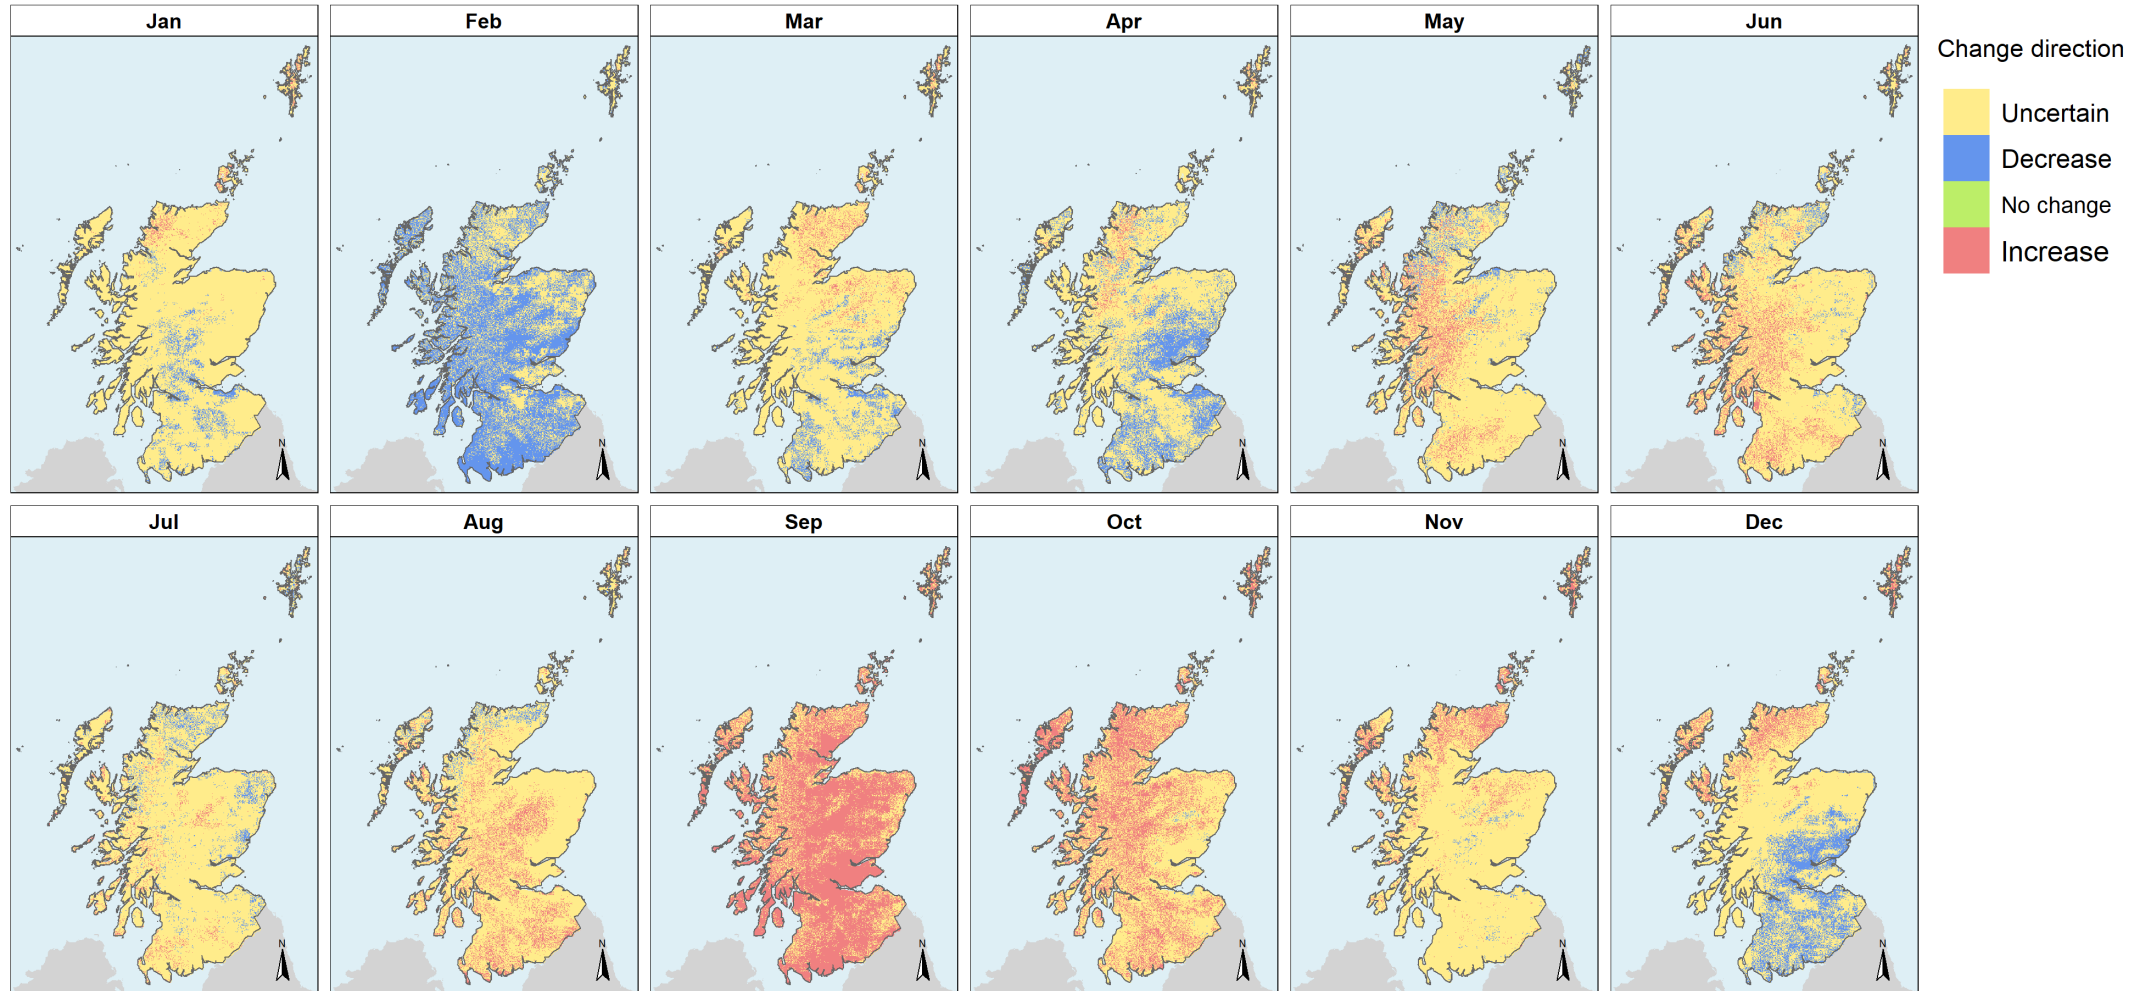 Jan
Feb
Mar
Apr
May
Jun
Change direction
Uncertain
Decrease
No change
Increase
N
N
N
N
N
N
Jul
Aug
Sep
Oct
Nov
Dec
N
N
N
N
N
N